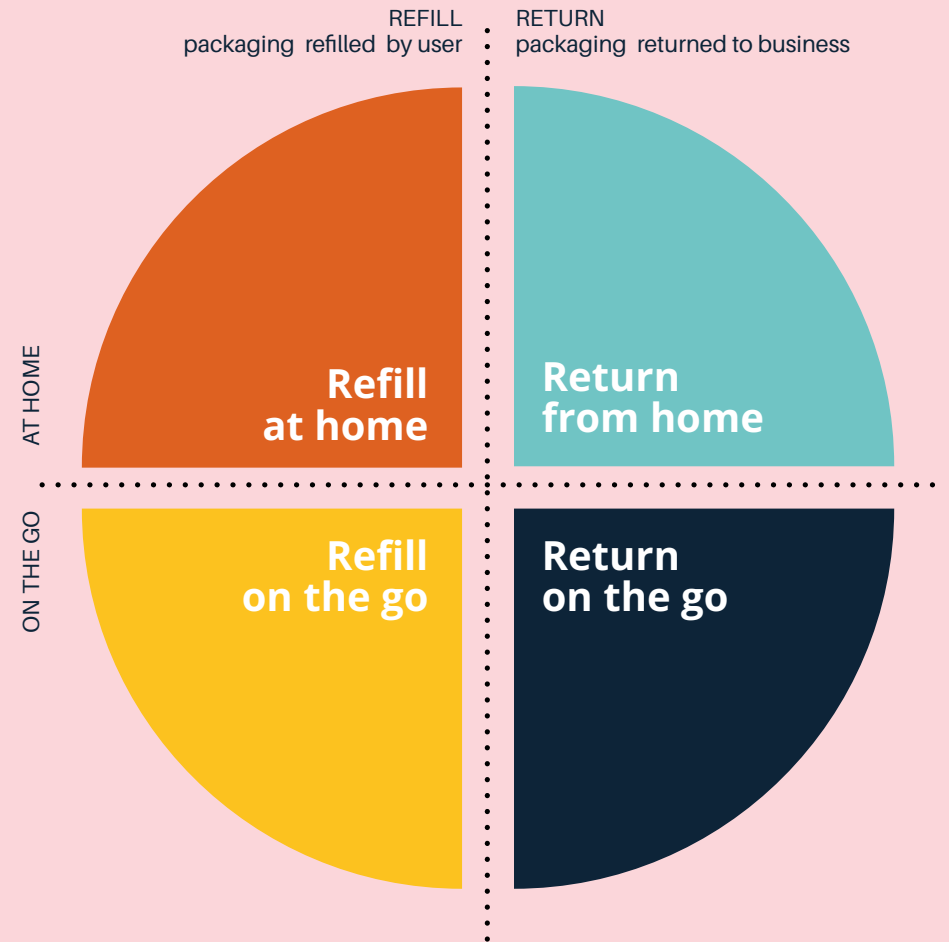 REFILL
packaging refilled by user
RETURN
packaging returned to business
AT HOME
Refill
at home
Return
from home
ON THE GO
Refill
on the go
Return
on the go